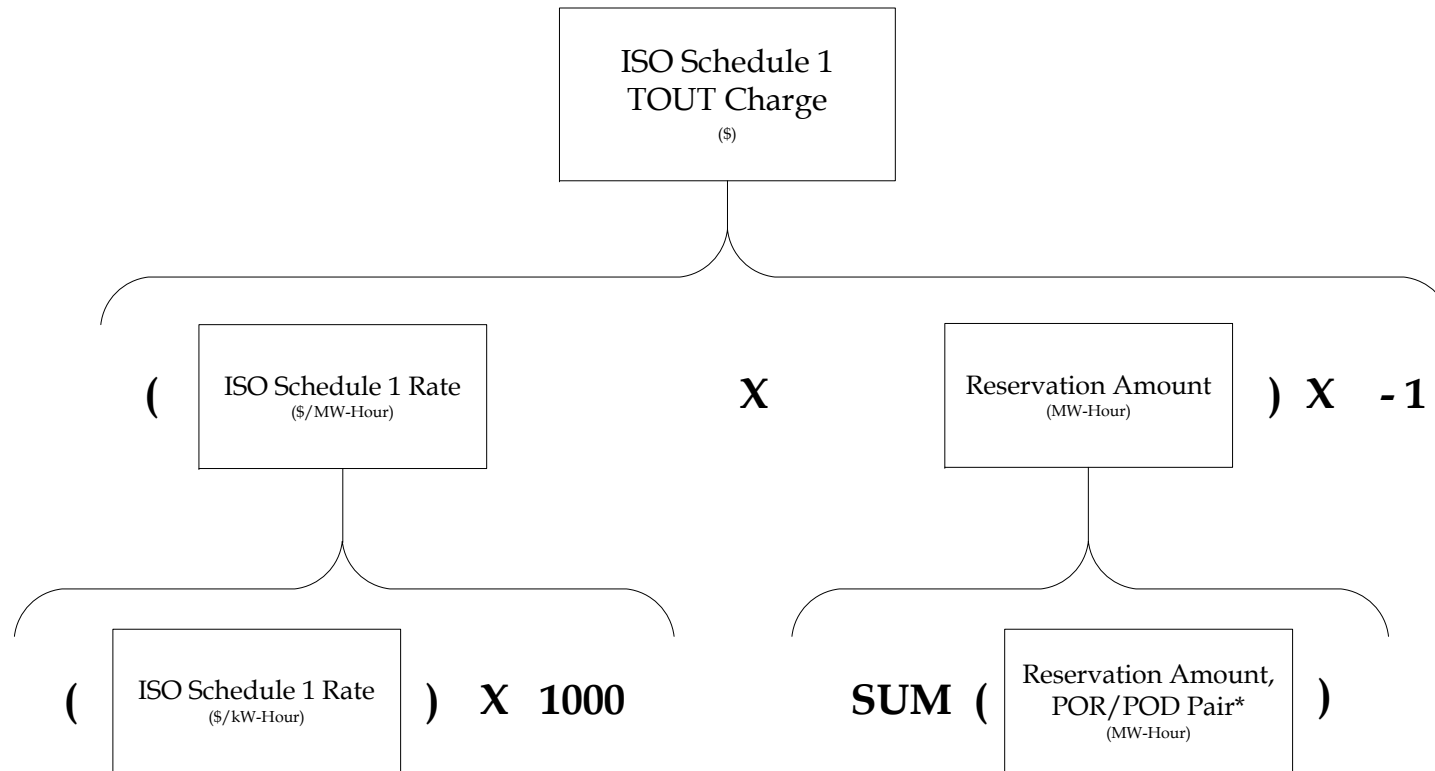 ISO Schedule 1
TOUT Charge
($)
(
ISO Schedule 1 Rate
($/MW-Hour)
X
Reservation Amount
(MW-Hour)
) X -1
(
ISO Schedule 1 Rate
($/kW-Hour)
) X 1000
SUM (
Reservation Amount,
POR/POD Pair*
(MW-Hour)
)